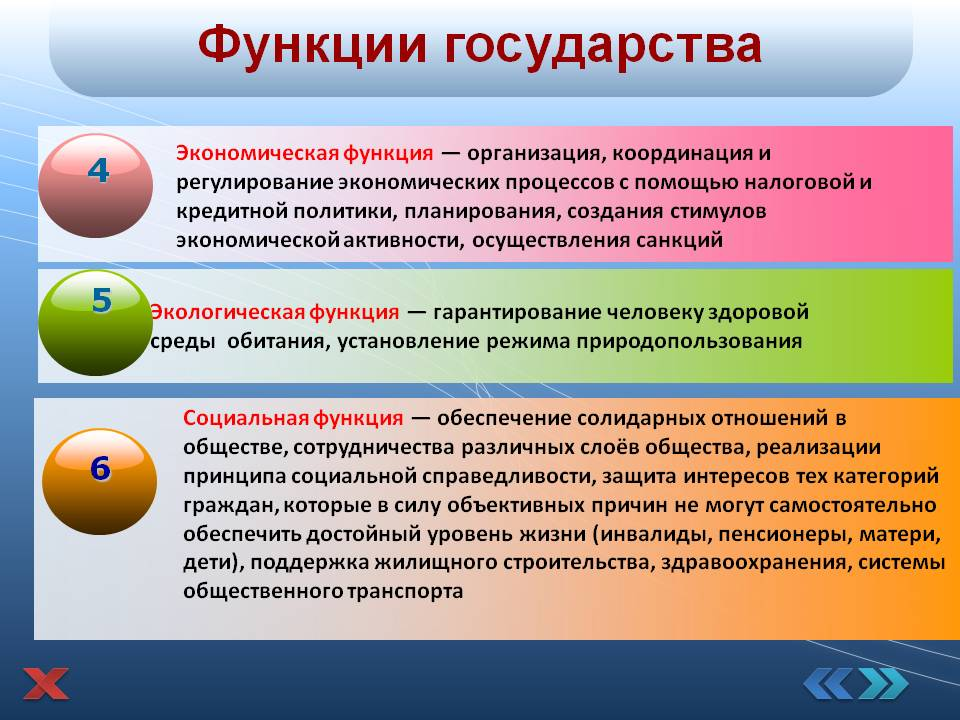 Функции государства
4
Экономическая функция — организация, координация и
регулирование экономических процессов с помощью налоговой и
кредитной политики, планирования, создания стимулов
экономической активности, осуществления санкций
5
Экологическая функция — гарантирование человеку здоровой
среды обитания, установление режима природопользования
6
Социальная функция — обеспечение солидарных отношений в
обществе, сотрудничества различных слоёв общества, реализации
принципа социальной справедливости, защита интересов тех категорий
граждан, которые в силу объективных причин не могут самостоятельно
обеспечить достойный уровень жизни (инвалиды, пенсионеры, матери,
дети), поддержка жилищного строительства, здравоохранения, системы
общественного транспорта